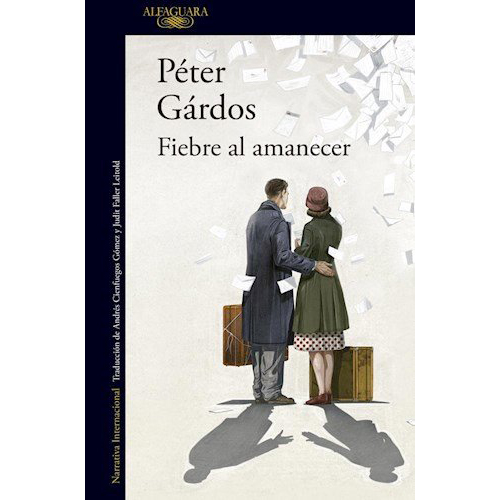 ALFAGUARA
Péter
Gárdos
Fiebre al amanecer
Narrativa Internacional Traducción de Andrés Cienfuegos Gómez y Judit Faller Leitold